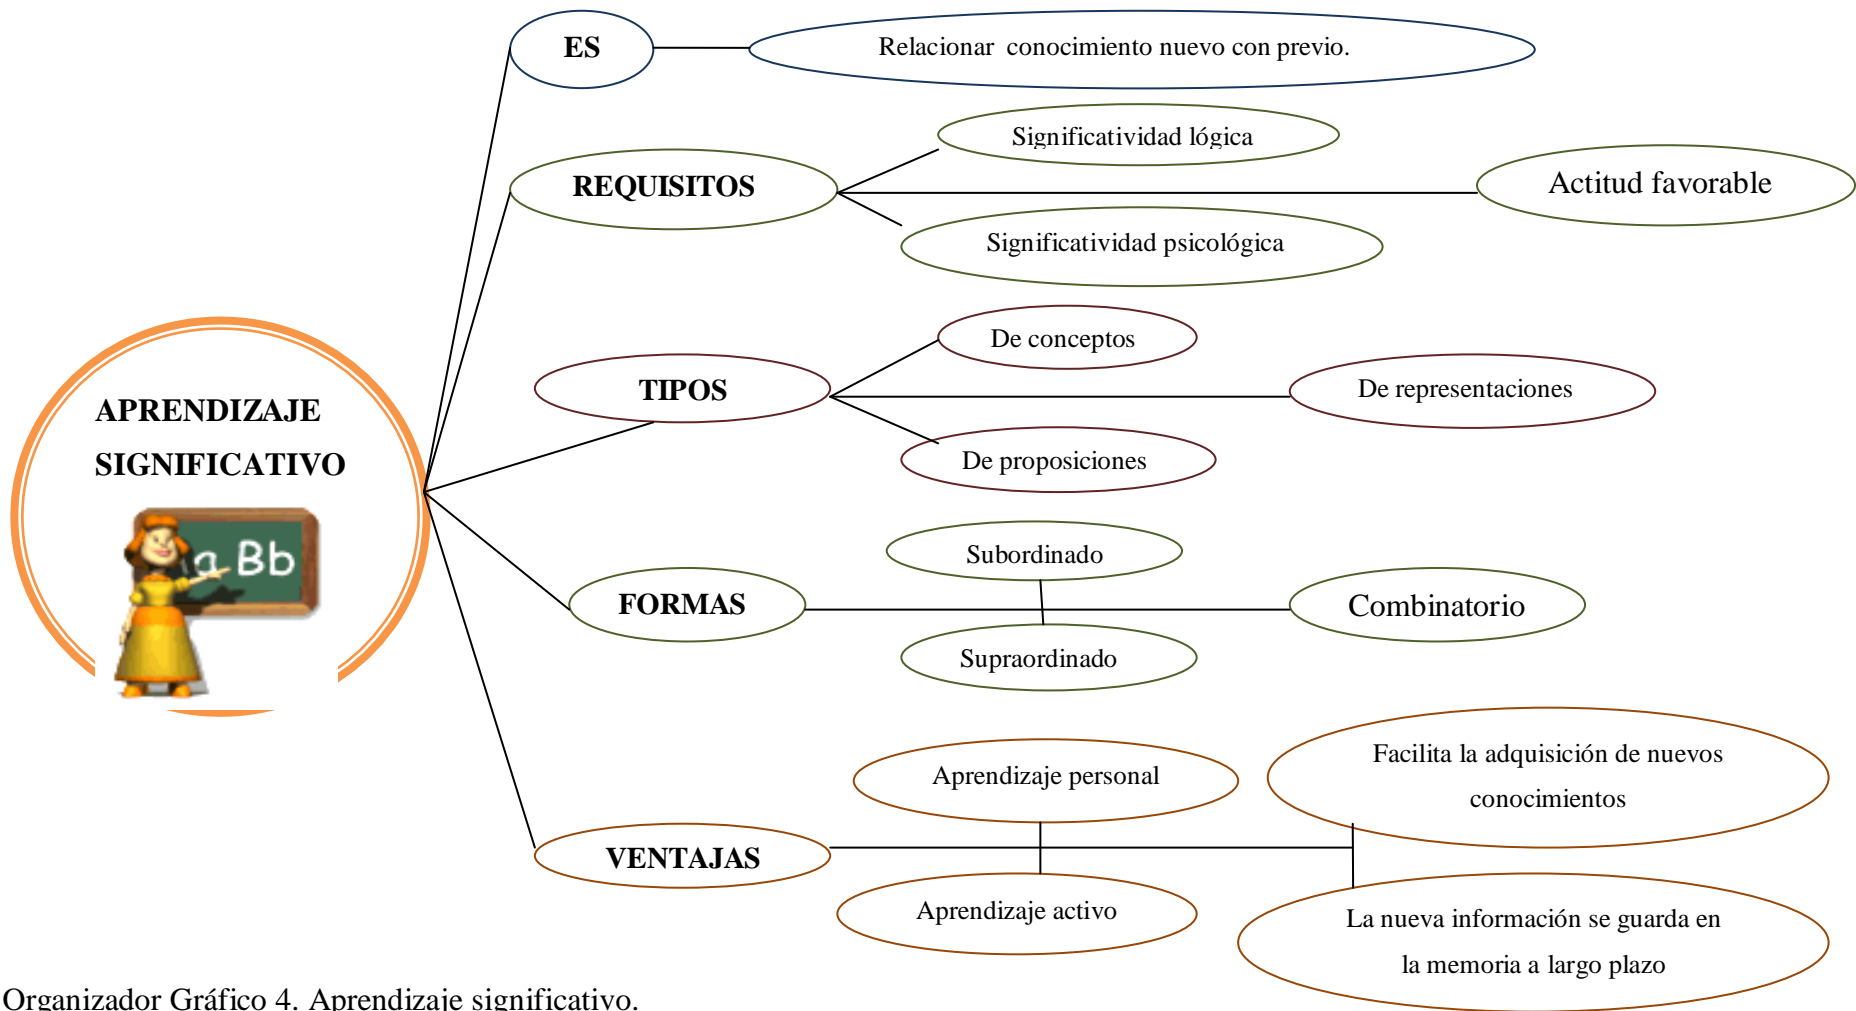 ES
Relacionar  conocimiento nuevo con previo.
Significatividad lógica
REQUISITOS
Actitud favorable
Significatividad psicológica
De conceptos
TIPOS
De representaciones
De proposiciones
APRENDIZAJE
SIGNIFICATIVO
a Bb
Subordinado
FORMAS
Combinatorio
Supraordinado
Aprendizaje personal
Facilita la adquisición de nuevos
conocimientos
VENTAJAS
Aprendizaje activo
La nueva información se guarda en
la memoria a largo plazo
Organizador Gráfico 4. Aprendizaje significativo.